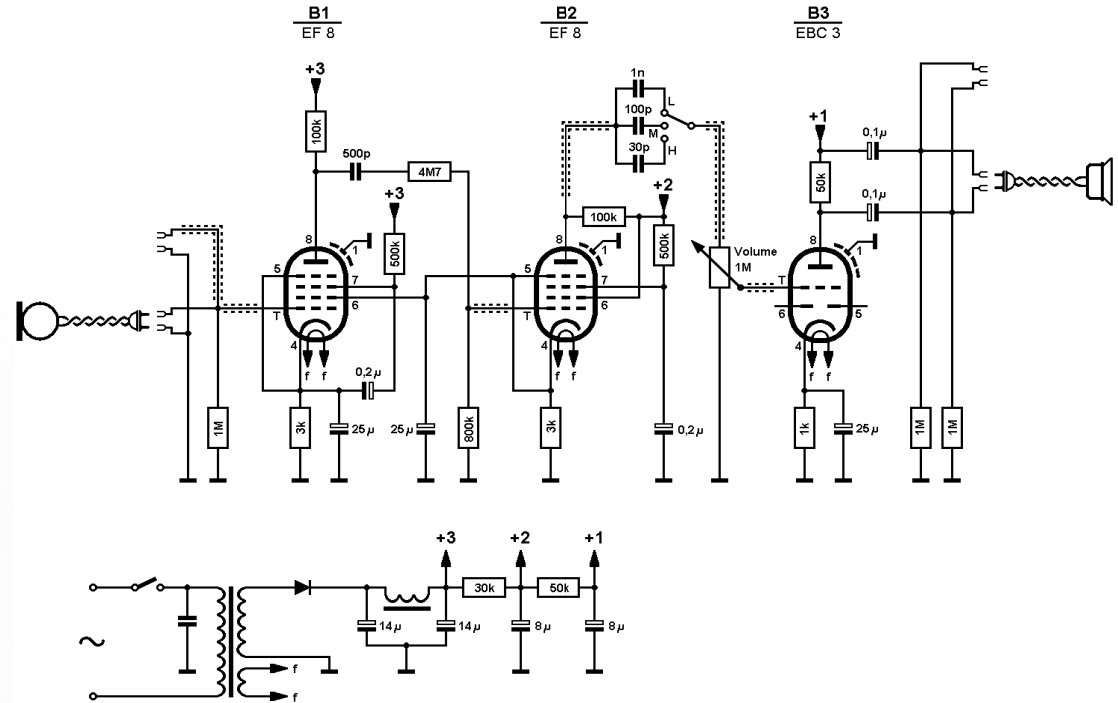 B1
EF 8
B2
EF 8
B3
EBC 3
+3
100k
500p
4M7
+3
500k
8
1
5
7
6
T
4
f f
0,2µ
1M
3k
25µ
25µ
800k
1n
L
100p
M
30p
H
+2
100k
500k
8
1
5
7
6
T
4
f f
3k
0,2µ
Volume
1M
+1
50k
0,1µ
0,1µ
8
1
T
6
5
4
f f
1k
25µ
1M
1M
+3
+2
+1
30k
50k
14µ
14µ
8µ
8µ
~
f
f